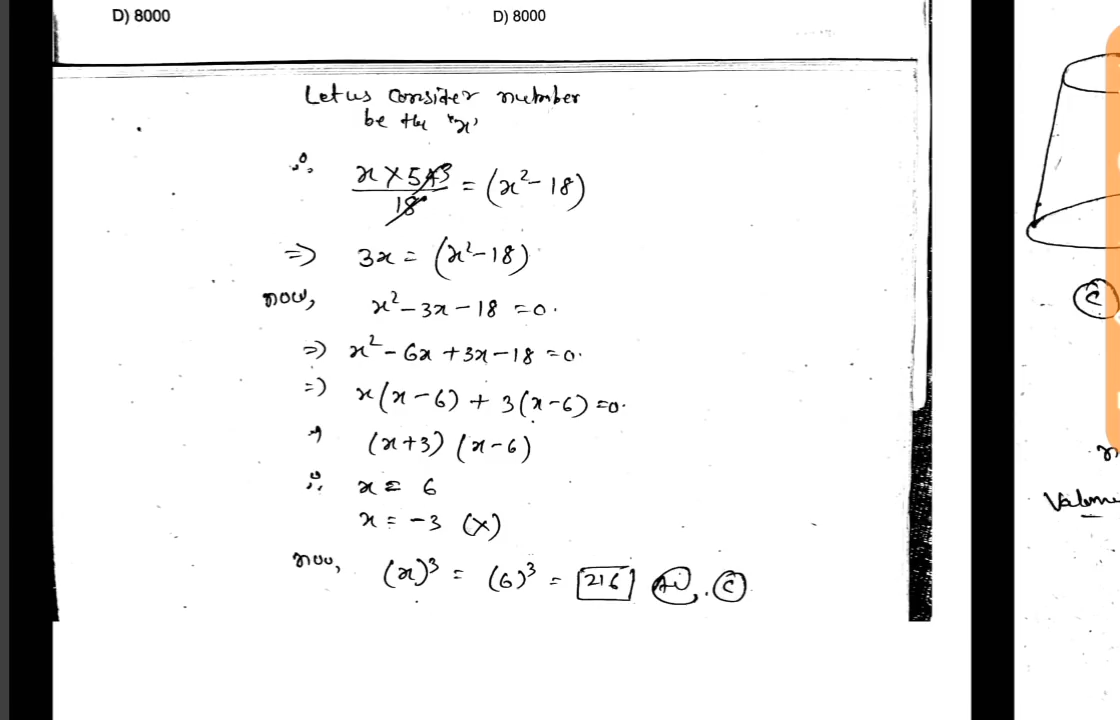 D) 8000 D) 8000
Let us consider number
be the "x"
∴ x × 54 3 / 18 = (x² - 18)
=> 3x = (x² - 18)
now, x² - 3x - 18 = 0.
=> x² - 6x + 3x - 18 = 0.
=> x(x - 6) + 3(x - 6) = 0.
(x + 3) (x - 6)
∴ x = 6
x = -3 (x)
now, (x)³ = (6)³ = 216 . C
C
Volume